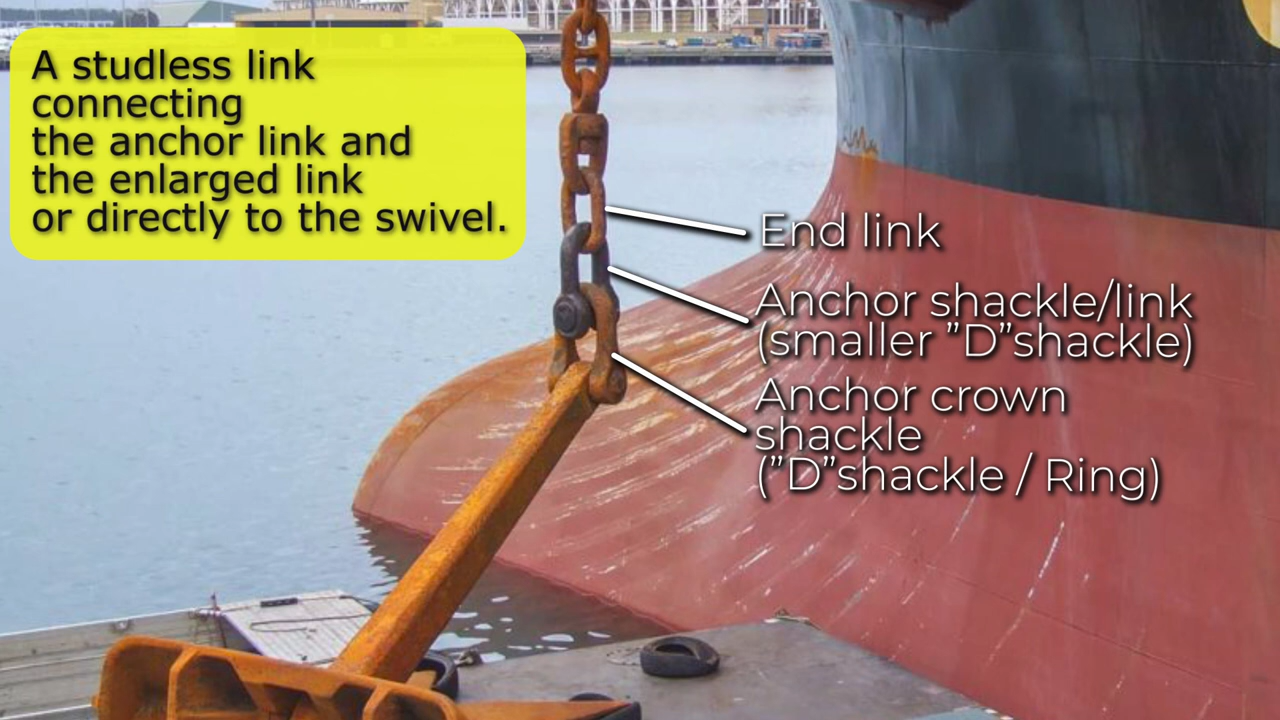 A studless link
connecting
the anchor link and
the enlarged link
or directly to the swivel.
End link
Anchor shackle/link
(smaller ”D”shackle)
Anchor crown
shackle
(”D”shackle / Ring)